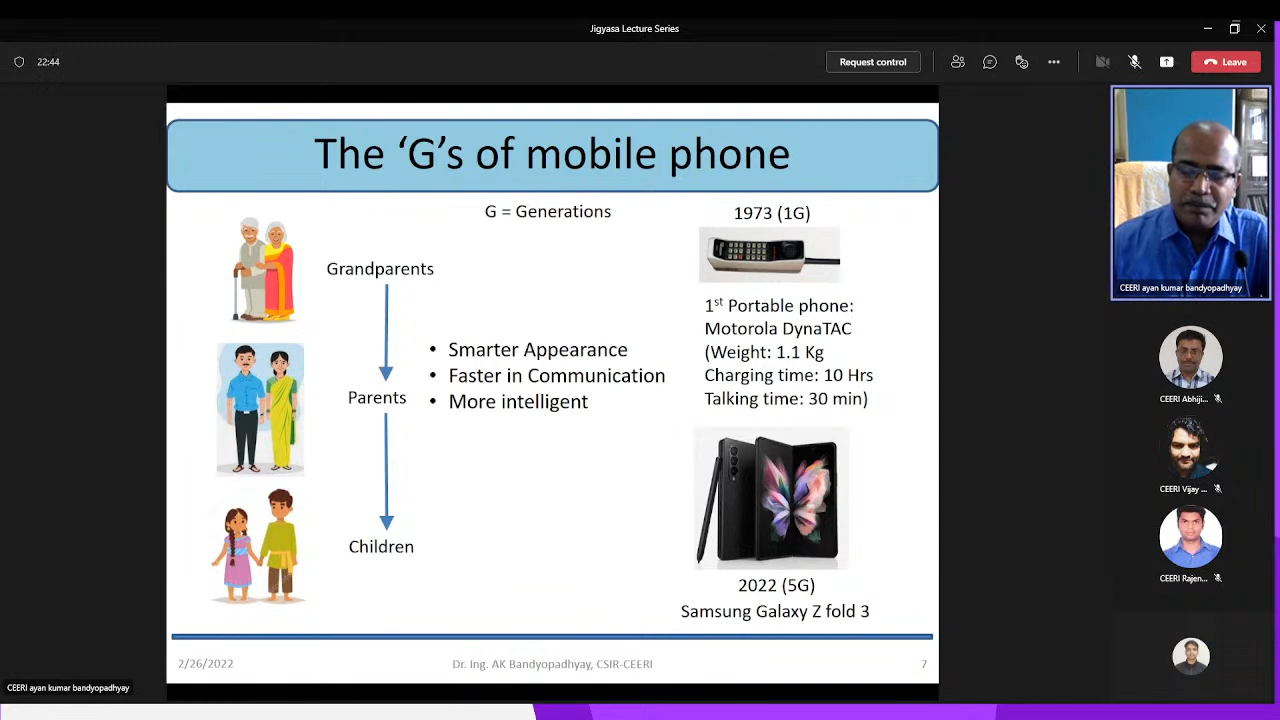 Jigyasa Lecture Series
22:44
Request control
Leave
The ‘G’s of mobile phone
G = Generations
1973 (1G)
Grandparents
1st Portable phone:
Motorola DynaTAC
(Weight: 1.1 Kg
Charging time: 10 Hrs
Talking time: 30 min)
• Smarter Appearance
• Faster in Communication
• More intelligent
Parents
Children
2022 (5G)
Samsung Galaxy Z fold 3
2/26/2022
Dr. Ing. AK Bandyopadhyay, CSIR-CEERI
7
CEERI ayan kumar bandyopadhyay
CEERI Abhiji...
CEERI Vijay ...
CEERI Rajen...
CEERI ayan kumar bandyopadhyay